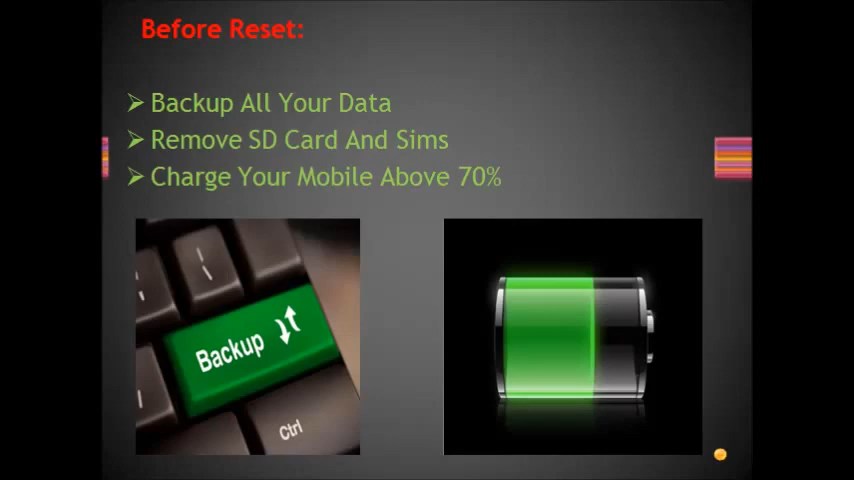 Before Reset:
Backup All Your Data
Remove SD Card And Sims
Charge Your Mobile Above 70%
Backup
Ctrl